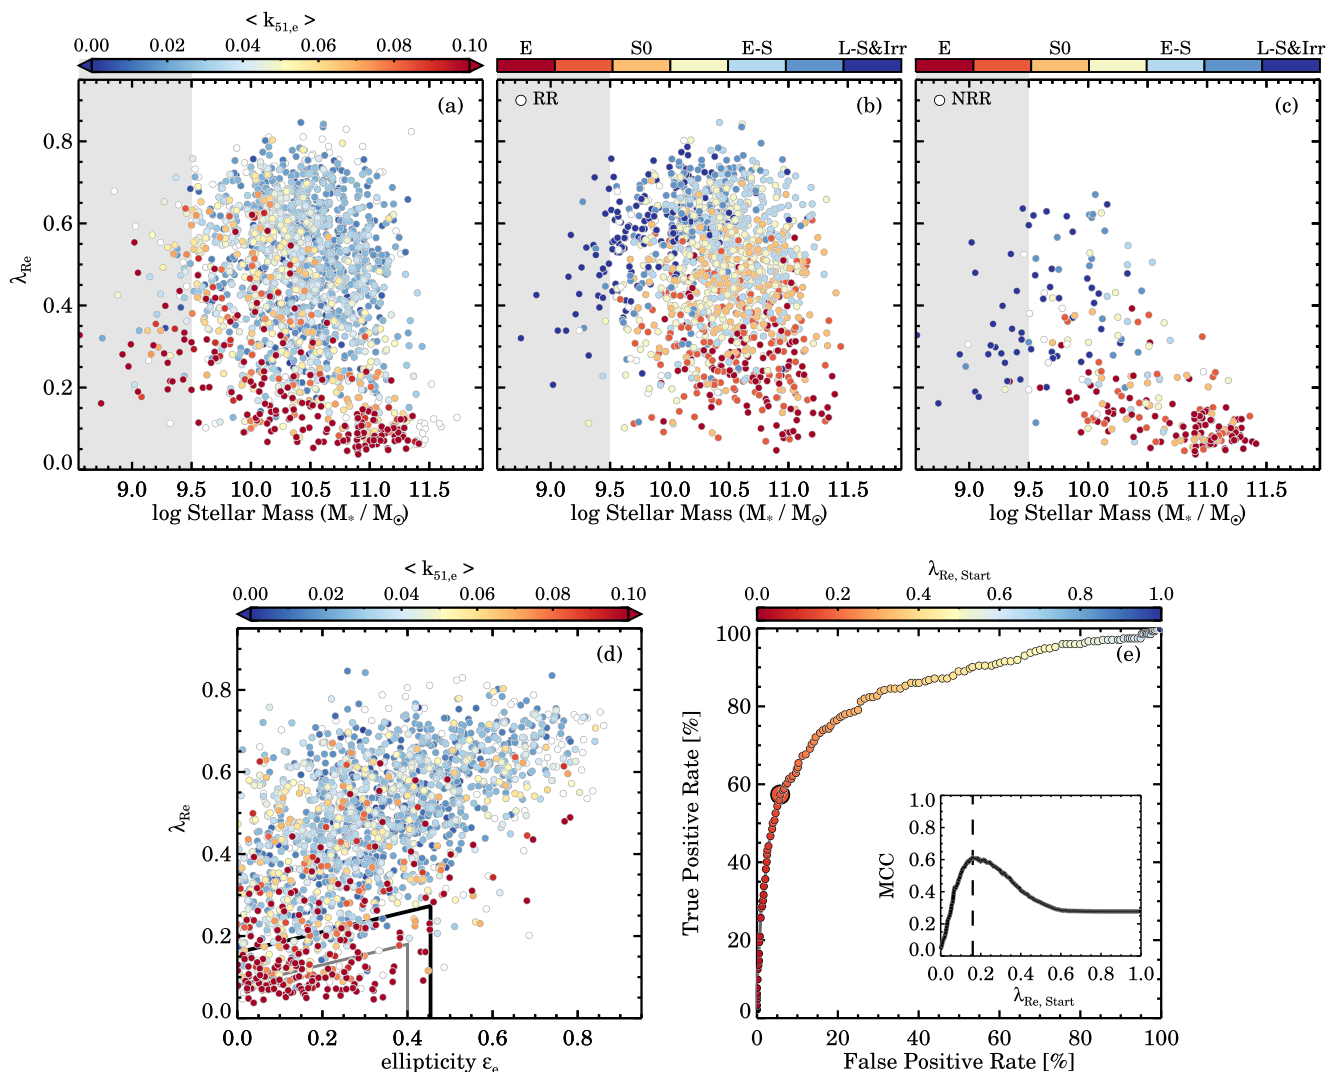 < k51,e >
0.00 0.02 0.04 0.06 0.08 0.10
E S0 E-S L-S&Irr
E S0 E-S L-S&Irr
(a)
RR
(b)
NRR
(c)
0.8
0.6
0.4
0.2
0.0
λRe
9.0 9.5 10.0 10.5 11.0 11.5
9.0 9.5 10.0 10.5 11.0 11.5
9.0 9.5 10.0 10.5 11.0 11.5
log Stellar Mass (M* / M⊙)
log Stellar Mass (M* / M⊙)
log Stellar Mass (M* / M⊙)
< k51,e >
0.00 0.02 0.04 0.06 0.08 0.10
(d)
0.8
0.6
0.4
0.2
0.0
λRe
0.0 0.2 0.4 0.6 0.8
ellipticity εe
λRe, Start
0.0 0.2 0.4 0.6 0.8 1.0
(e)
100
80
60
40
20
0
True Positive Rate [%]
0 20 40 60 80 100
False Positive Rate [%]
1.0
0.8
0.6
0.4
0.2
0.0
MCC
0.0 0.2 0.4 0.6 0.8 1.0
λRe, Start